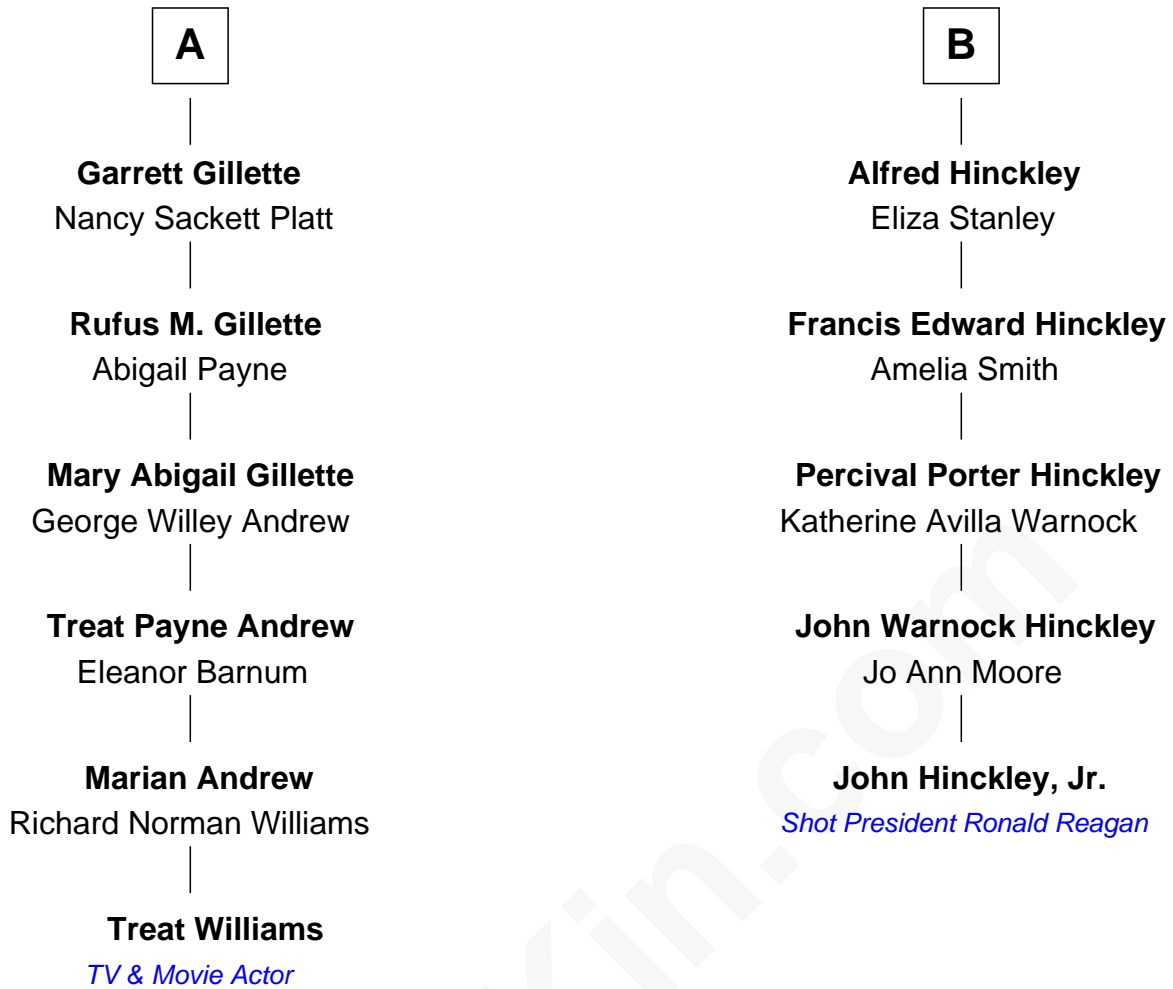 A
Garrett Gillette
Nancy Sackett Platt
Rufus M. Gillette
Abigail Payne
Mary Abigail Gillette
George Willey Andrew
Treat Payne Andrew
Eleanor Barnum
Marian Andrew
Richard Norman Williams
Treat Williams
TV & Movie Actor
B
Alfred Hinckley
Eliza Stanley
Francis Edward Hinckley
Amelia Smith
Percival Porter Hinckley
Katherine Avilla Warnock
John Warnock Hinckley
Jo Ann Moore
John Hinckley, Jr.
Shot President Ronald Reagan
Kin.com